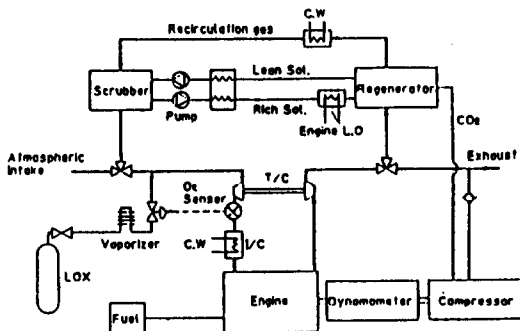 C.W
Recirculation gas
Scrubber
Lean Sol.
Regenerator
Rich Sol.
Pump
Engine L.O
CO2
Atmospheric
Intake
T/C
Exhaust
O2
Sensor
Vaporizer
C.W
I/C
LOX
Engine
Dynamometer
Compressor
Fuel